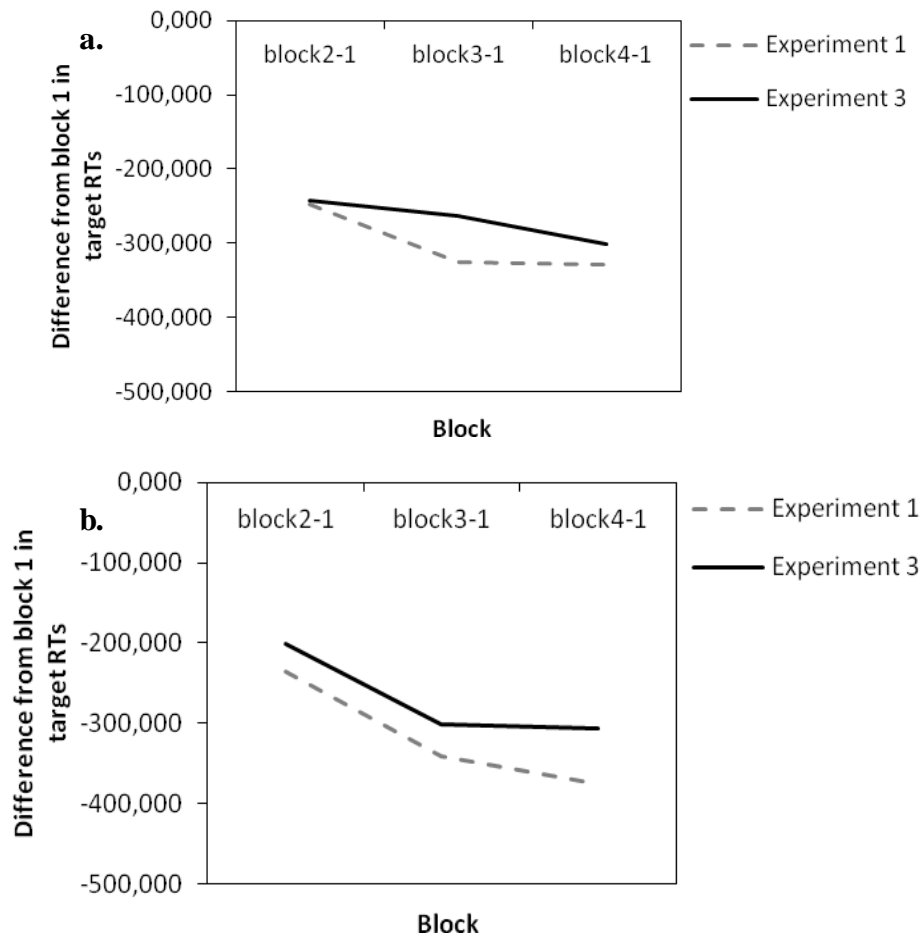 a.
0,000
-100,000
-200,000
-300,000
-400,000
-500,000
Difference from block 1 in
target RTs
block2-1 block3-1 block4-1
Block
Experiment 1
Experiment 3
b.
0,000
-100,000
-200,000
-300,000
-400,000
-500,000
Difference from block 1 in
target RTs
block2-1 block3-1 block4-1
Block
Experiment 1
Experiment 3